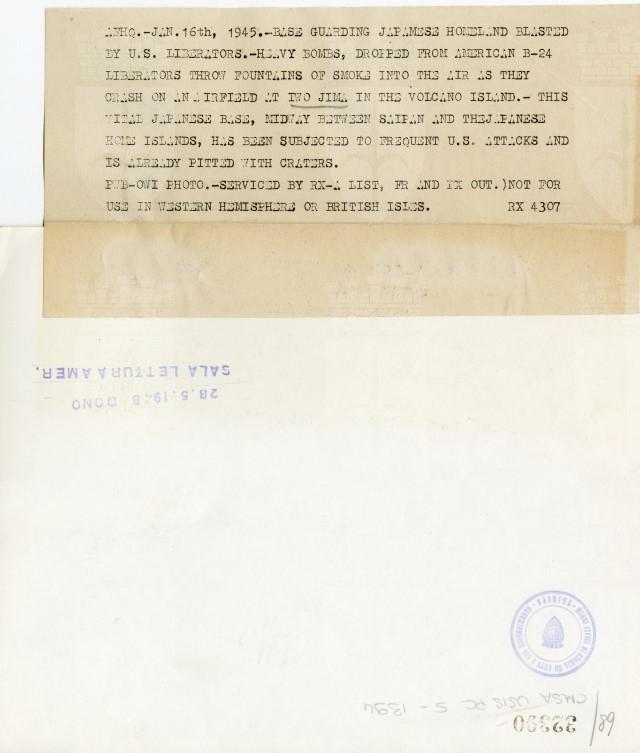 AFHQ.-JAN.16th, 1945.-BASE GUARDING JAPANESE HOMELAND BLASTED
BY U.S. LIBERATORS.-HEAVY BOMBS, DROPPED FROM AMERICAN B-24
LIBERATORS THROW FOUNTAINS OF SMOKE INTO THE AIR AS THEY
CRASH ON AN AIRFIELD AT IWO JIMA IN THE VOLCANO ISLAND.- THIS
VITAL JAPANESE BASE, MIDWAY BETWEEN SAIPAN AND THEJAPANESE
HOME ISLANDS, HAS BEEN SUBJECTED TO FREQUENT U.S. ATTACKS AND
IS ALREADY PITTED WITH CRATERS.
PWB-OWI PHOTO.-SERVICED BY RX-A LIST, FR AND IX OUT.)NOT FOR
USE IN WESTERN HEMISPHERE OR BRITISH ISLES. RX 4307
28.5.1948 DONO
SALA LETTURA AMER.
CMSA USIS PC 5 - 1394
32390
/89